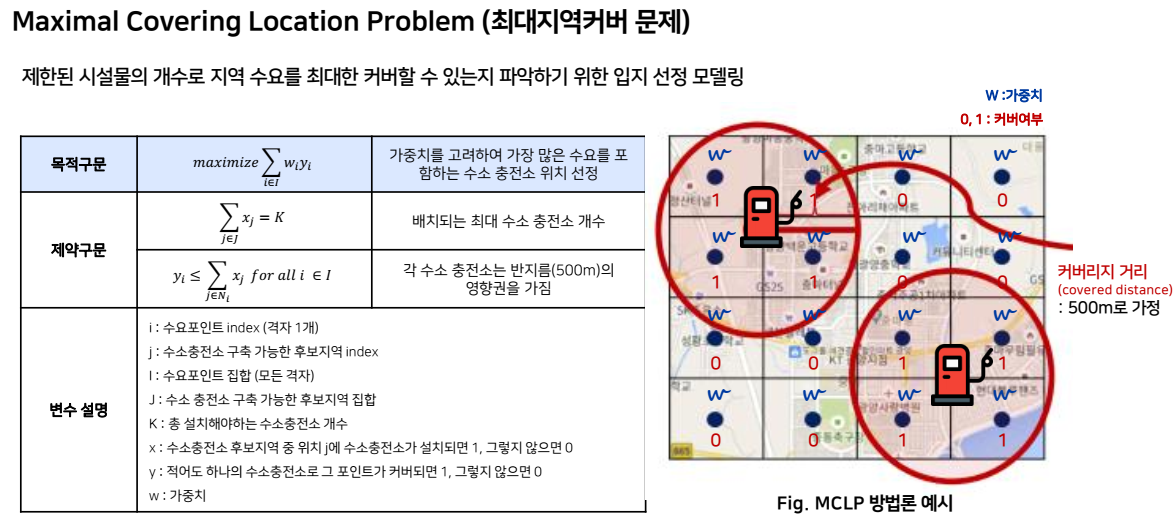 Maximal Covering Location Problem (최대지역커버 문제)
제한된 시설물의 개수로 지역 수요를 최대한 커버할 수 있는지 파악하기 위한 입지 선정 모델링
목적구문
maximize ∑ i∈I w_i y_i
가중치를 고려하여 가장 많은 수요를 포
함하는 수소 충전소 위치 선정
제약구문
∑ j∈J x_j = K
배치되는 최대 수소 충전소 개수
y_i ≤ ∑ j∈N_i x_j for all i ∈ I
각 수소 충전소는 반지름(500m)의
영향권을 가짐
변수 설명
i : 수요포인트 index (격자 1개)
j : 수소충전소 구축 가능한 후보지역 index
I : 수요포인트 집합 (모든 격자)
J : 수소 충전소 구축 가능한 후보지역 집합
K : 총 설치해야하는 수소충전소 개수
x : 수소충전소 후보지역 중 위치 j에 수소충전소가 설치되면 1, 그렇지 않으면 0
y : 적어도 하나의 수소충전소로 그 포인트가 커버되면 1, 그렇지 않으면 0
w : 가중치
W :가중치
0, 1 : 커버여부
W W W W
1 1 0 0
W W W W
1 1 0 0
W W W W
0 0 1 1
W W W W
0 0 1 1
중마고등학교
커뮤니티센터
GS25
GS
865
커버리지 거리
(covered distance)
: 500m로 가정
Fig. MCLP 방법론 예시